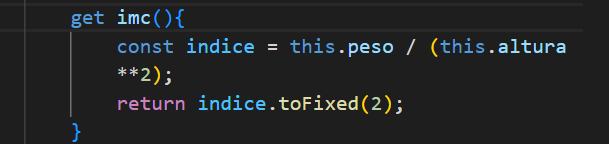 get imc(){
const indice = this.peso / (this.altura
**2);
return indice.toFixed(2);
}